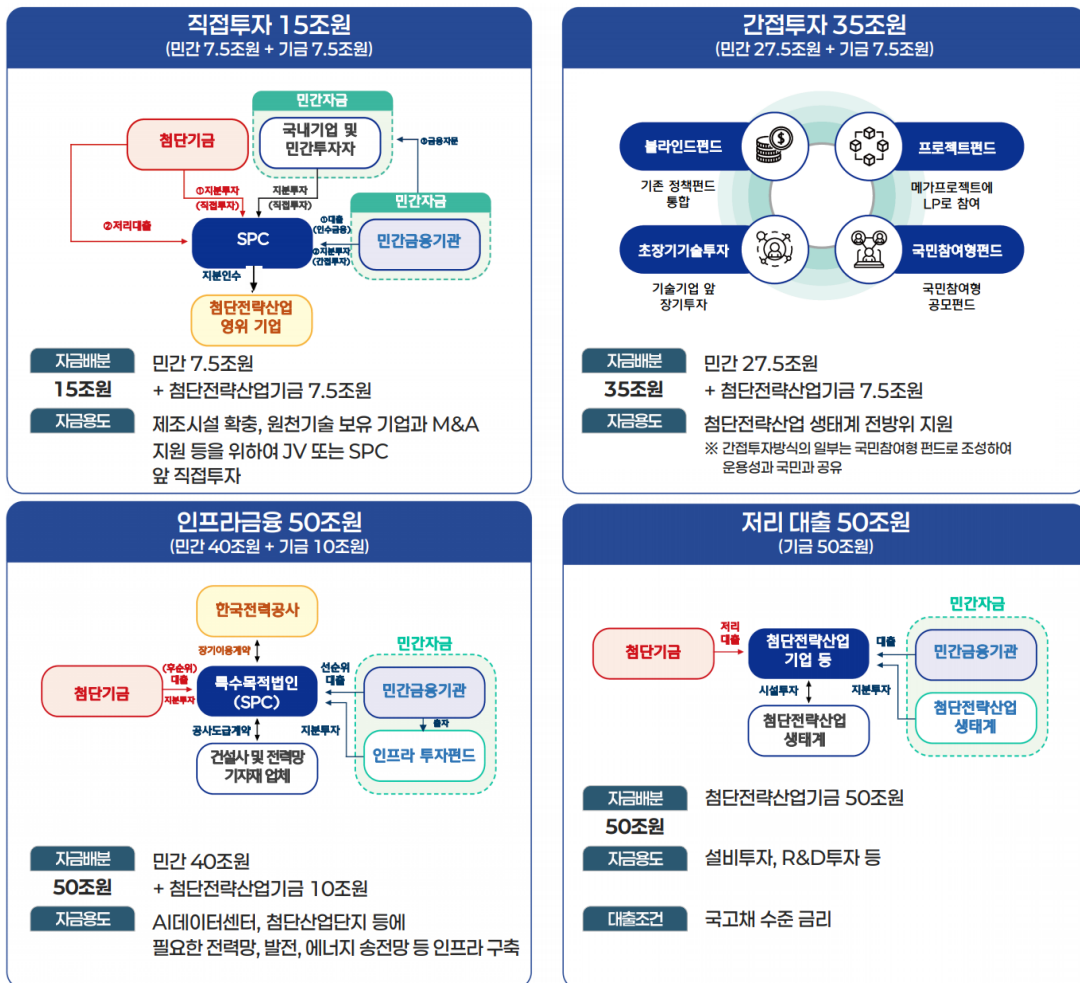 직접투자 15조원
(민간 7.5조원 + 기금 7.5조원)
민간자금
첨단기금
국내기업 및
민간투자자
③금융자문
①지분투자
(직접투자)
지분투자
(직접투자)
민간자금
②저리대출
SPC
①대출
(인수금융)
②지분투자
(간접투자)
민간금융기관
지분인수
첨단전략산업
영위 기업
자금배분
15조원
민간 7.5조원
+ 첨단전략산업기금 7.5조원
자금용도
제조시설 확충, 원천기술 보유 기업과 M&A
지원 등을 위하여 JV 또는 SPC
앞 직접투자
간접투자 35조원
(민간 27.5조원 + 기금 7.5조원)
블라인드펀드
기존 정책펀드
통합
프로젝트펀드
메가프로젝트에
LP로 참여
초장기기술투자
기술기업 앞
장기투자
국민참여형펀드
국민참여형
공모펀드
자금배분
35조원
민간 27.5조원
+ 첨단전략산업기금 7.5조원
자금용도
첨단전략산업 생태계 전방위 지원
※ 간접투자방식의 일부는 국민참여형 펀드로 조성하여
운용성과 국민과 공유
인프라금융 50조원
(민간 40조원 + 기금 10조원)
한국전력공사
장기이용계약
민간자금
첨단기금
(후순위)
대출
지분투자
특수목적법인
(SPC)
선순위
대출
민간금융기관
출자
공사도급계약
지분투자
건설사 및 전력망
기자재 업체
인프라 투자펀드
자금배분
50조원
민간 40조원
+ 첨단전략산업기금 10조원
자금용도
AI데이터센터, 첨단산업단지 등에
필요한 전력망, 발전, 에너지 송전망 등 인프라 구축
저리 대출 50조원
(기금 50조원)
민간자금
첨단기금
저리
대출
첨단전략산업
기업 등
대출
민간금융기관
시설투자
지분투자
첨단전략산업
생태계
첨단전략산업
생태계
자금배분
50조원
첨단전략산업기금 50조원
자금용도
설비투자, R&D투자 등
대출조건
국고채 수준 금리